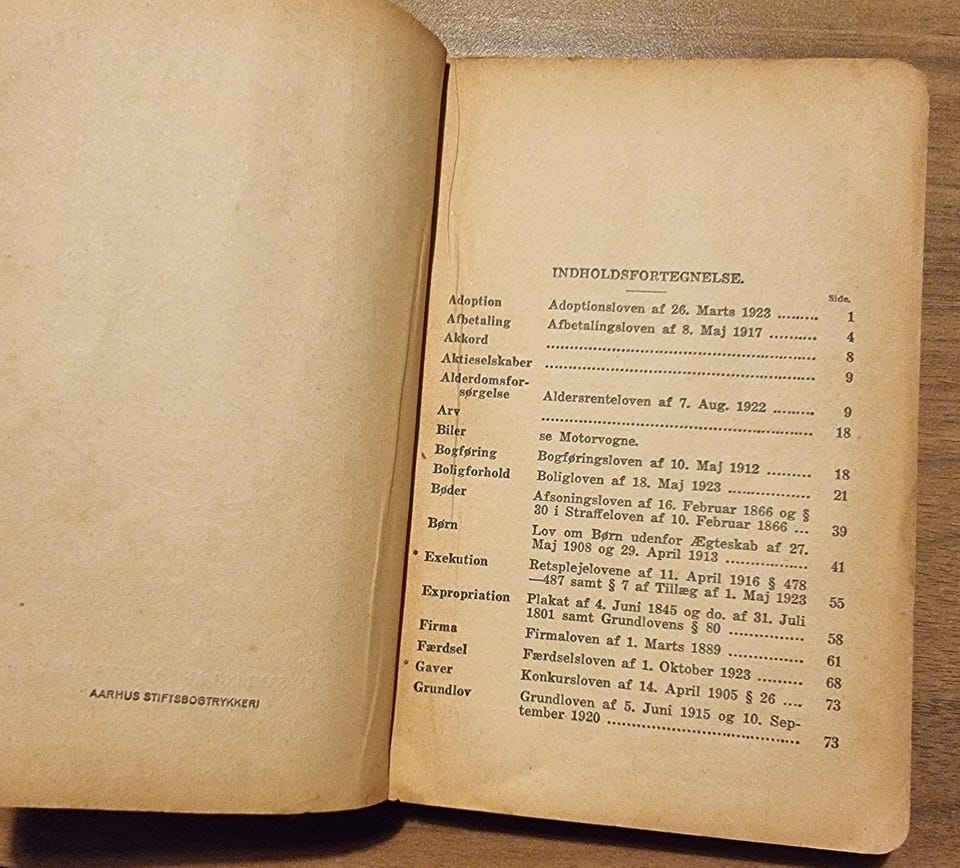 AARHUS STIFTSBOGTRYKKERI
INDHOLDSFORTEGNELSE.
Side.
Adoption Adoptionsloven af 26. Marts 1923 ......... 1
Afbetaling Afbetalingsloven af 8. Maj 1917 ......... 4
Akkord ......... 8
Aktieselskaber ......... 9
Alderdomsfor-
sørgelse Aldersrenteloven af 7. Aug. 1922 ......... 9
Arv ......... 18
Biler se Motorvogne.
Bogføring Bogføringsloven af 10. Maj 1912 ......... 18
Boligforhold Boligloven af 18. Maj 1923 ......... 21
Bøder Afsoningsloven af 16. Februar 1866 og §
30 i Straffeloven af 10. Februar 1866 ... 39
Børn Lov om Børn udenfor Ægteskab af 27.
Maj 1908 og 29. April 1913 ......... 41
• Exekution Retsplejelovene af 11. April 1916 § 478
—487 samt § 7 af Tillæg af 1. Maj 1923 55
Expropriation Plakat af 4. Juni 1845 og do. af 31. Juli
1801 samt Grundlovens § 80 ......... 58
Firma Firmaloven af 1. Marts 1889 ......... 61
Færdsel Færdselsloven af 1. Oktober 1923 ......... 68
• Gaver Konkursloven af 14. April 1905 § 26 .... 73
Grundlov Grundloven af 5. Juni 1915 og 10. Sep-
tember 1920 ......... 73